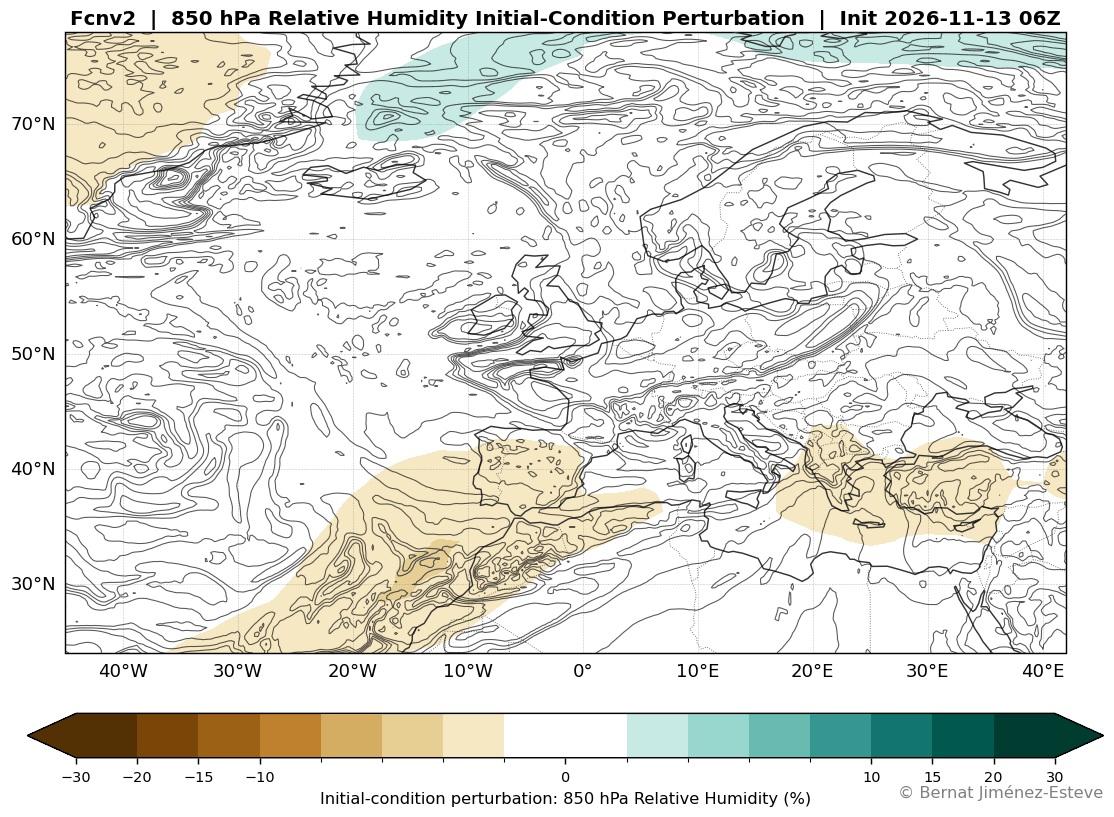 Fcnv2 | 850 hPa Relative Humidity Initial-Condition Perturbation | Init 2026-11-13 06Z
70°N
60°N
50°N
40°N
30°N
40°W 30°W 20°W 10°W 0° 10°E 20°E 30°E 40°E
−30 −20 −15 −10 0 10 15 20 30
Initial-condition perturbation: 850 hPa Relative Humidity (%)
© Bernat Jiménez-Esteve